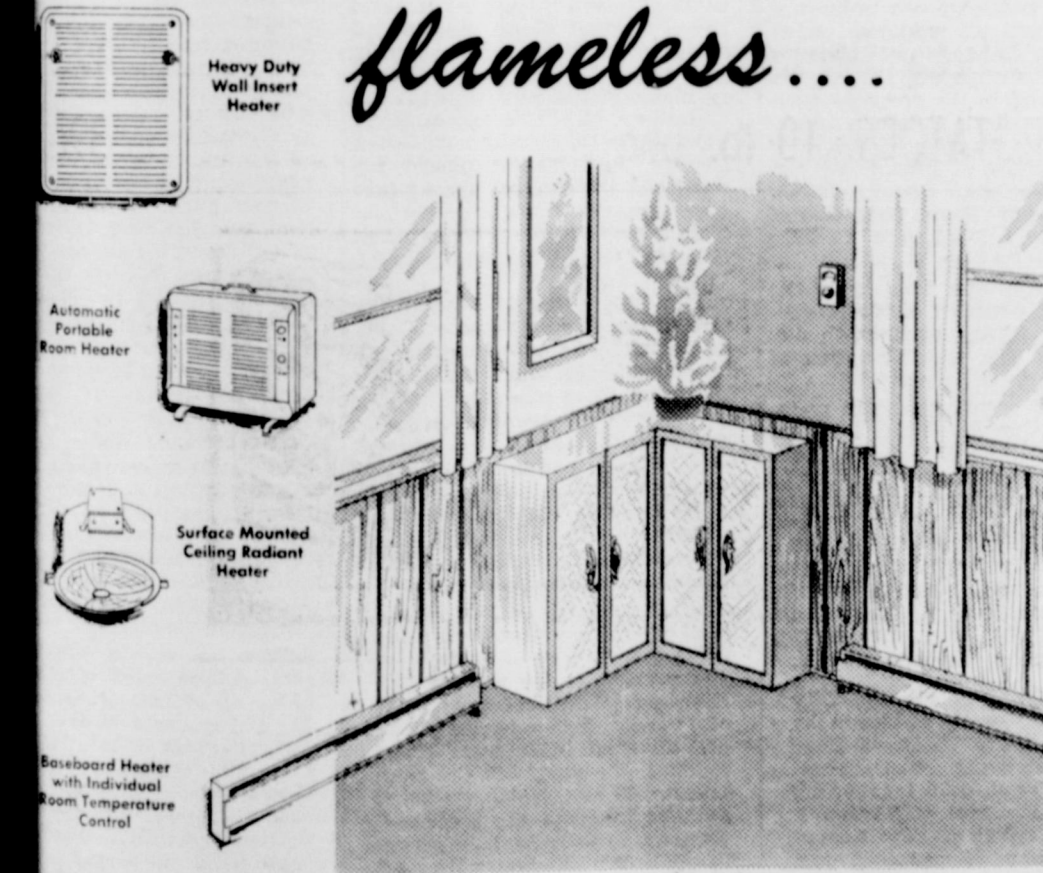 flameless....
Heavy Duty
Wall Insert
Heater
Automatic
Portable
Room Heater
Surface Mounted
Ceiling Radiant
Heater
Baseboard Heater
with Individual
Room Temperature
Control